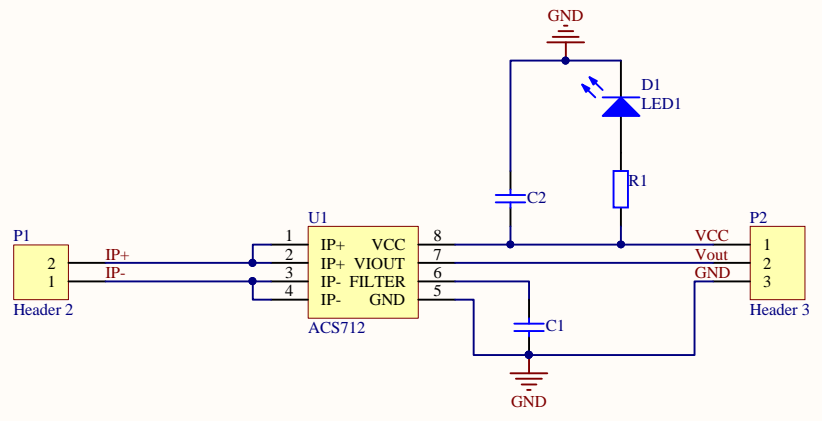 GND
D1
LED1
C2
R1
P1
2
1
Header 2
IP+
IP-
U1
1 IP+ VCC 8
2 IP+ VIOUT 7
3 IP- FILTER 6
4 IP- GND 5
ACS712
P2
VCC 1
Vout 2
GND 3
Header 3
C1
GND